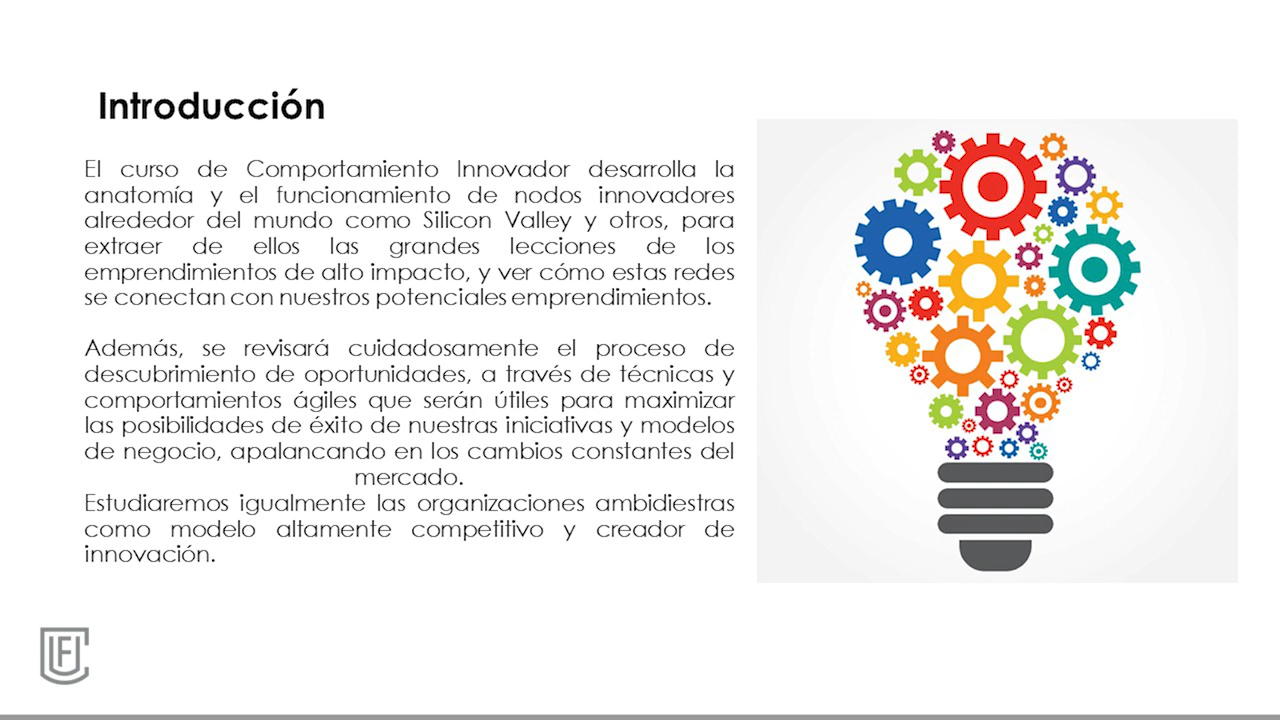 Introducción
El curso de Comportamiento Innovador desarrolla la
anatomía y el funcionamiento de nodos innovadores
alrededor del mundo como Silicon Valley y otros, para
extraer de ellos las grandes lecciones de los
emprendimientos de alto impacto, y ver cómo estas redes
se conectan con nuestros potenciales emprendimientos.
Además, se revisará cuidadosamente el proceso de
descubrimiento de oportunidades, a través de técnicas y
comportamientos ágiles que serán útiles para maximizar
las posibilidades de éxito de nuestras iniciativas y modelos
de negocio, apalancando en los cambios constantes del
mercado.
Estudiaremos igualmente las organizaciones ambidiestras
como modelo altamente competitivo y creador de
innovación.